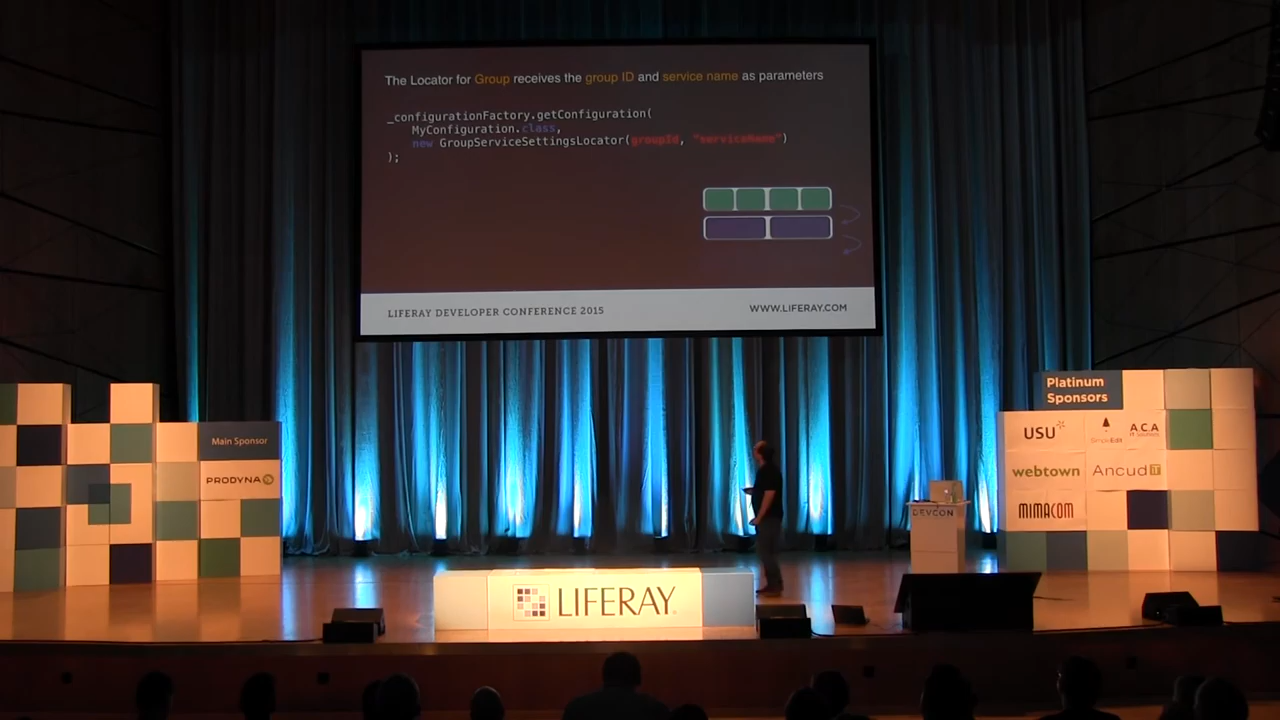 The Locator for Group receives the group ID and service name as parameters
_configurationFactory.getConfiguration(
MyConfiguration.class,
new GroupServiceSettingsLocator(groupId, "serviceName")
);
LIFERAY DEVELOPER CONFERENCE 2015
WWW.LIFERAY.COM
Main Sponsor
PRODYNA
Platinum
Sponsors
USU
SimpleEdit
ACA
webtown
Ancud IT
mimacom
DEVCON
LIFERAY